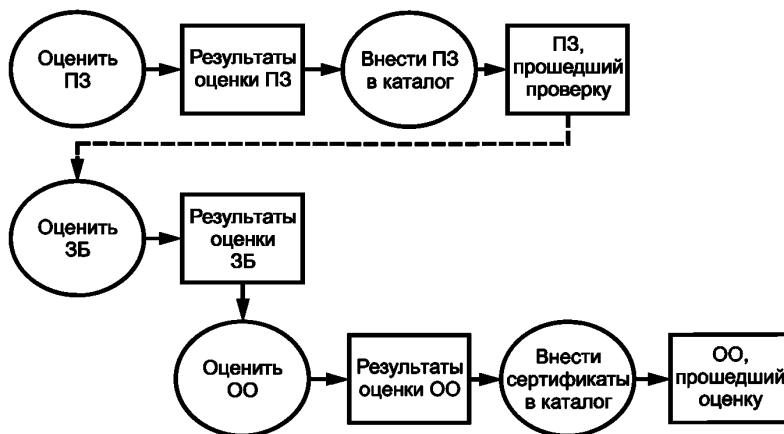 Оценить
ПЗ
Результаты
оценки ПЗ
Внести ПЗ
в каталог
ПЗ,
прошедший
проверку
Оценить
ЗБ
Результаты
оценки
ЗБ
Оценить
ОО
Результаты
оценки ОО
Внести
сертификаты
в каталог
ОО,
прошедший
оценку